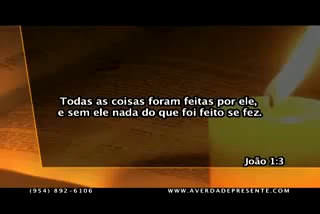 Todas as coisas foram feitas por ele,
e sem ele nada do que foi feito se fez.
João 1:3
(954) 892-6106
WWW.AVERDADEPRESENTE.COM